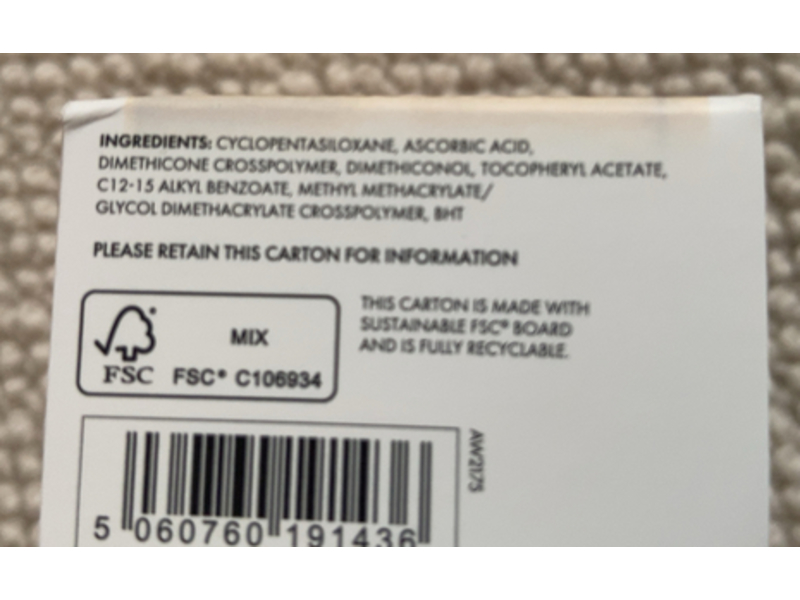 INGREDIENTS: CYCLOPENTASILOXANE, ASCORBIC ACID,
DIMETHICONE CROSSPOLYMER, DIMETHICONOL, TOCOPHERYL ACETATE,
C12-15 ALKYL BENZOATE, METHYL METHACRYLATE/
GLYCOL DIMETHACRYLATE CROSSPOLYMER, BHT
PLEASE RETAIN THIS CARTON FOR INFORMATION
THIS CARTON IS MADE WITH
SUSTAINABLE FSC® BOARD
AND IS FULLY RECYCLABLE.
MIX
FSC
FSC® C106934
AW2175
5 060760 191436